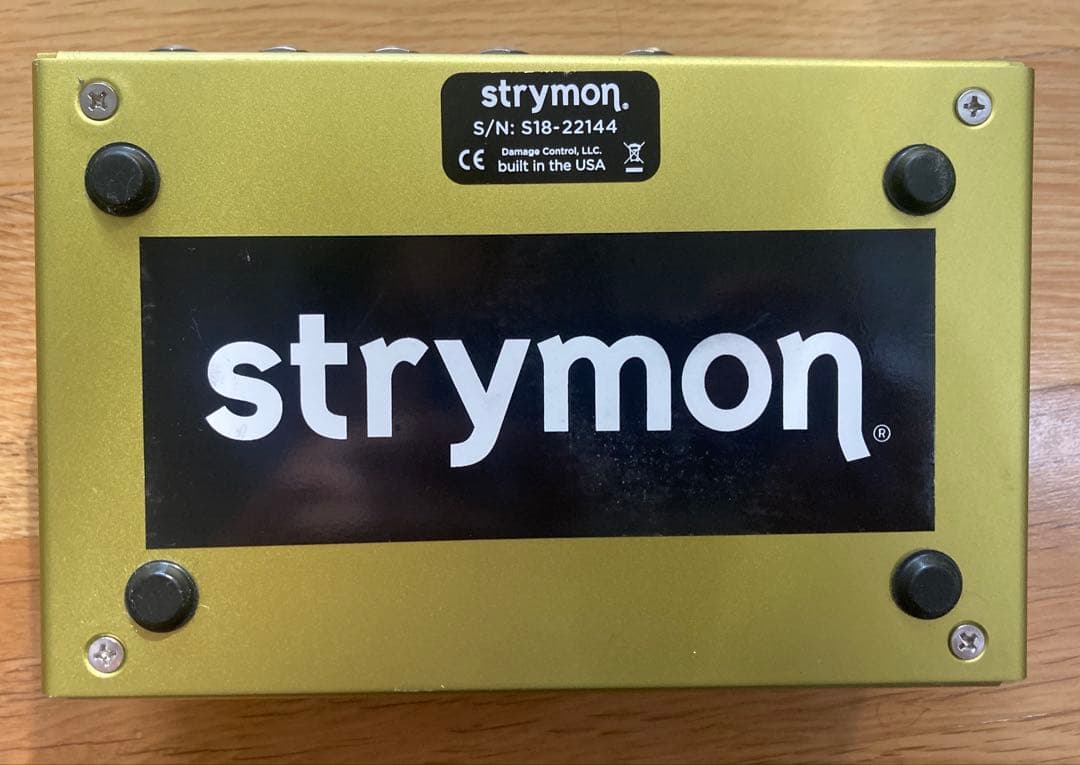 strymon®
S/N: S18-22144
Damage Control, LLC.
CE built in the USA
strymon®